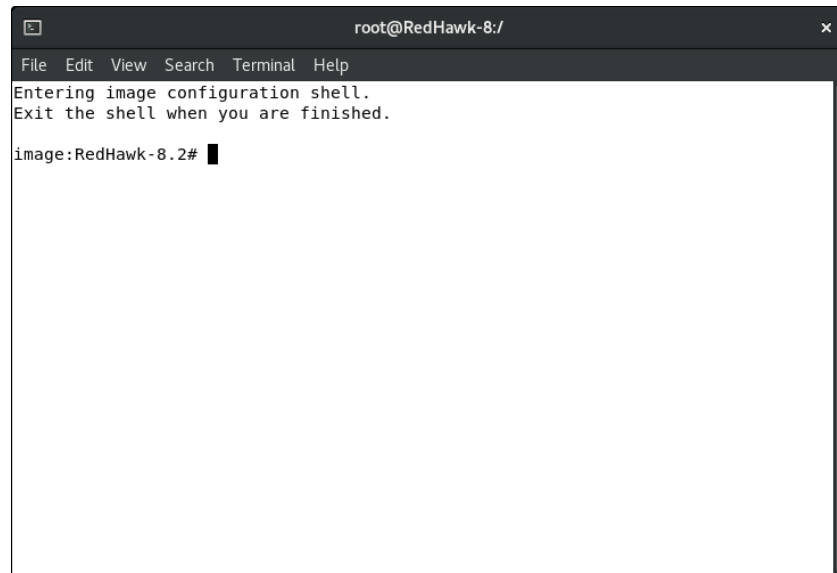 root@RedHawk-8:/
File Edit View Search Terminal Help
Entering image configuration shell.
Exit the shell when you are finished.
image:RedHawk-8.2#